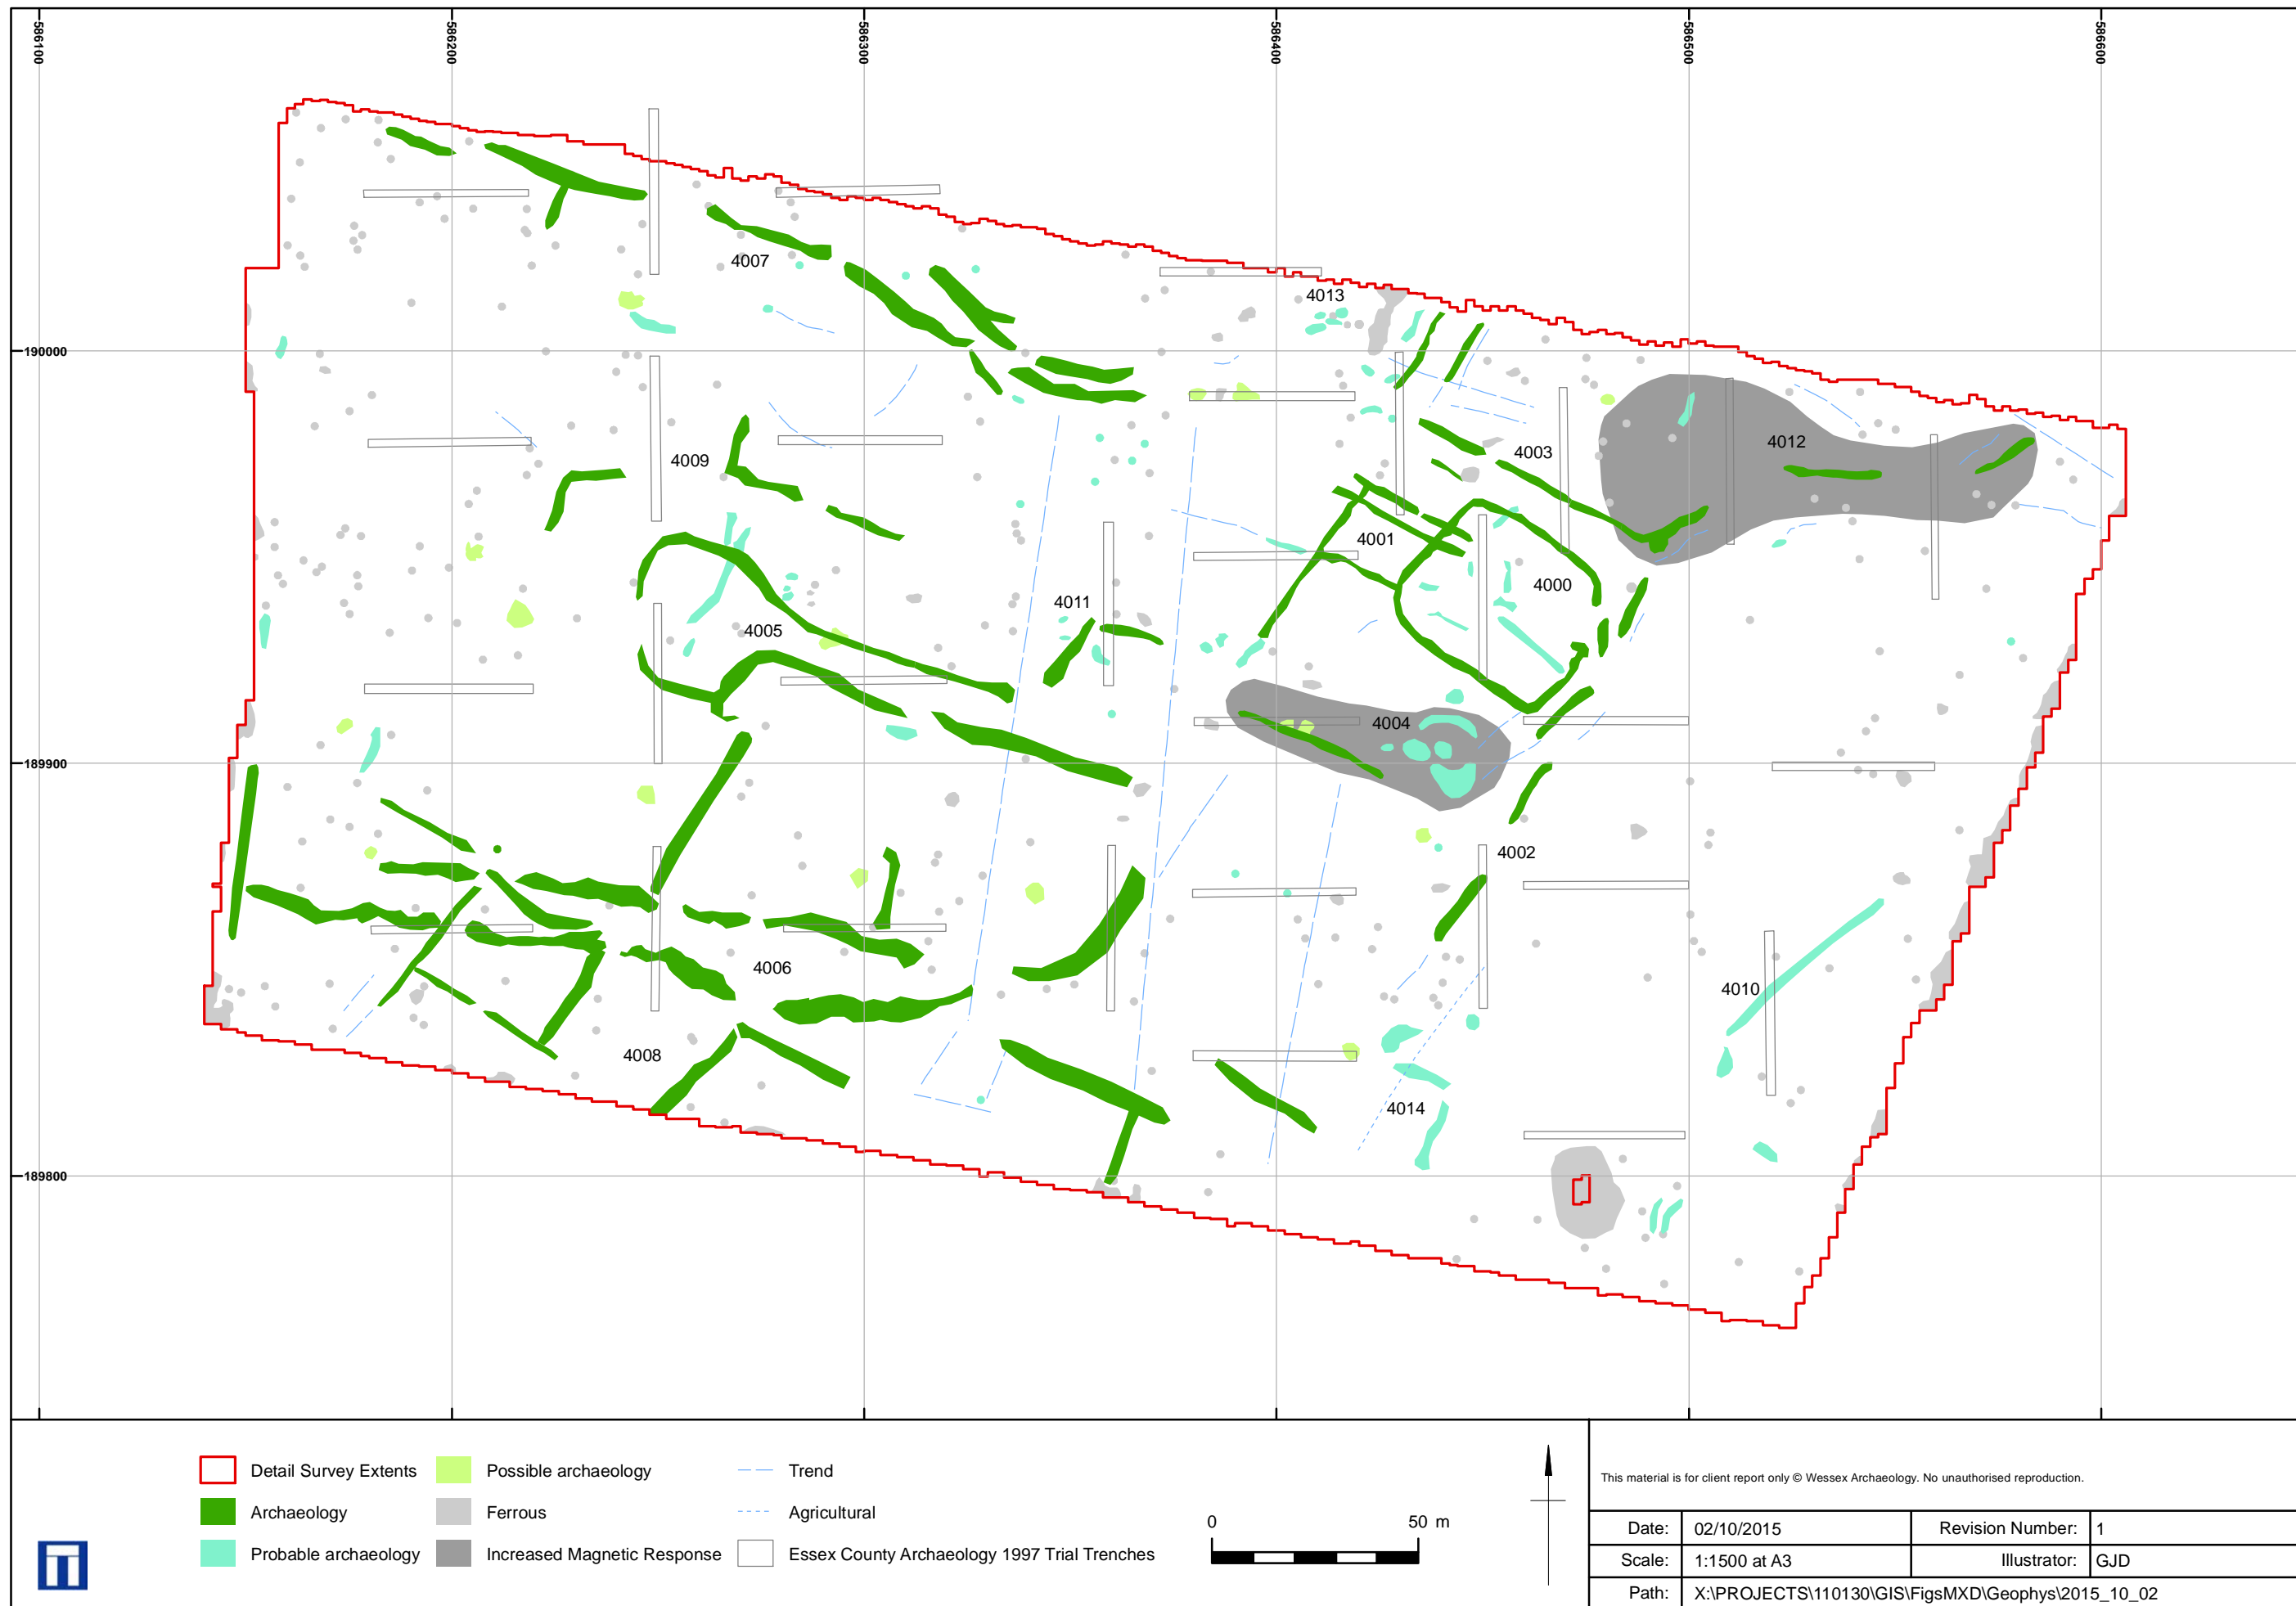 586100
586200
586300
586400
586500
586600
4007
4013
190000
4003
4012
4009
4001
4000
4011
4005
4004
189900
4002
4006
4010
4008
4014
189800
Detail Survey Extents
Possible archaeology
Trend
Archaeology
Ferrous
Agricultural
Probable archaeology
Increased Magnetic Response
Essex County Archaeology 1997 Trial Trenches
0 50 m
This material is for client report only © Wessex Archaeology. No unauthorised reproduction.
Date: 02/10/2015 Revision Number: 1
Scale: 1:1500 at A3 Illustrator: GJD
Path: X:\PROJECTS\110130\GIS\FigsMXD\Geophys\2015_10_02